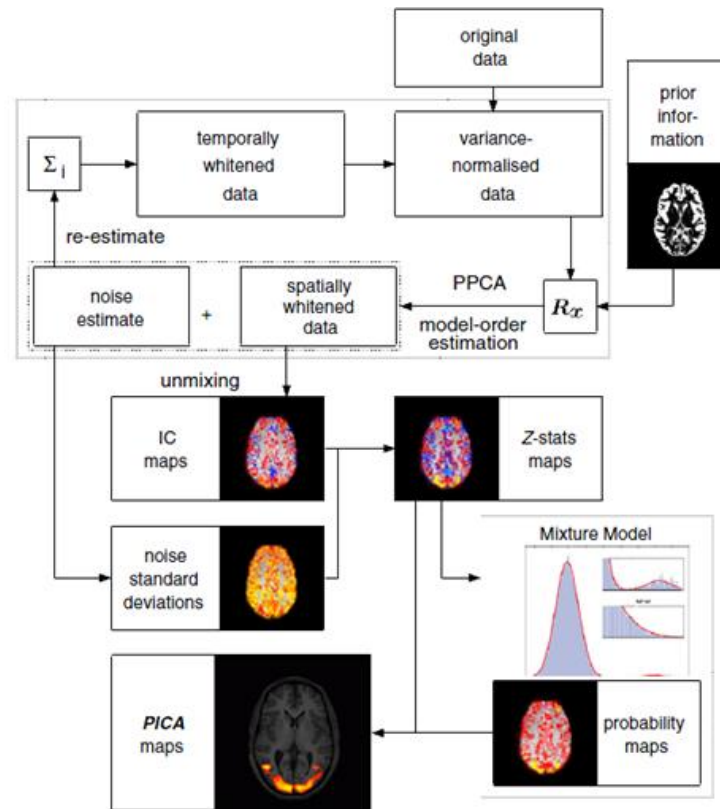 original
data
prior
infor-
mation
Σ i
temporally
whitened
data
variance-
normalised
data
re-estimate
noise
estimate
+
spatially
whitened
data
PPCA
model-order
estimation
Rx
unmixing
IC
maps
Z-stats
maps
noise
standard
deviations
Mixture Model
PICA
maps
probability
maps